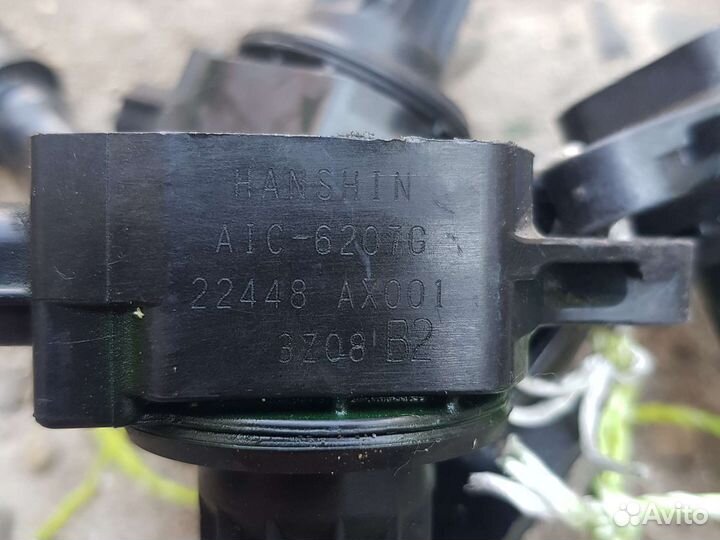 HANSHIN
AIC-6207G
22448 AX001
3Z08 B2
Avito